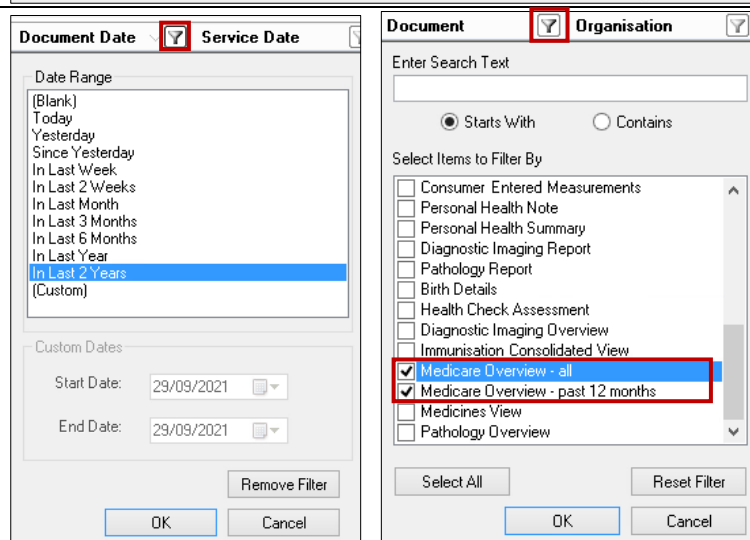 Document Date
Service Date
Date Range
(Blank)
Today
Yesterday
Since Yesterday
In Last Week
In Last 2 Weeks
In Last Month
In Last 3 Months
In Last 6 Months
In Last Year
In Last 2 Years
(Custom)
Custom Dates
Start Date: 29/09/2021
End Date: 29/09/2021
Remove Filter
OK Cancel
Document
Organisation
Enter Search Text
Starts With Contains
Select Items to Filter By
Consumer Entered Measurements
Personal Health Note
Personal Health Summary
Diagnostic Imaging Report
Pathology Report
Birth Details
Health Check Assessment
Diagnostic Imaging Overview
Immunisation Consolidated View
Medicare Overview - all
Medicare Overview - past 12 months
Medicines View
Pathology Overview
Select All Reset Filter
OK Cancel